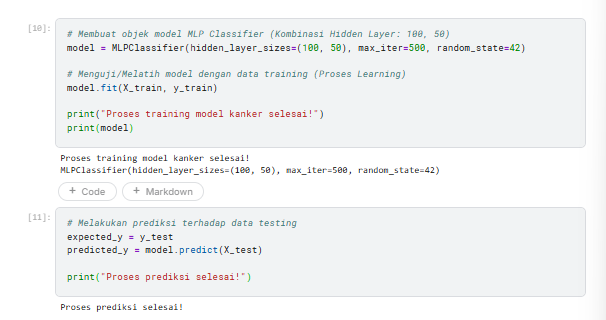 [10]:
# Membuat objek model MLP Classifier (Kombinasi Hidden Layer: 100, 50)
model = MLPClassifier(hidden_layer_sizes=(100, 50), max_iter=500, random_state=42)
# Menguji/Melatih model dengan data training (Proses Learning)
model.fit(X_train, y_train)
print("Proses training model kanker selesai!")
print(model)
Proses training model kanker selesai!
MLPClassifier(hidden_layer_sizes=(100, 50), max_iter=500, random_state=42)
+ Code + Markdown
[11]:
# Melakukan prediksi terhadap data testing
expected_y = y_test
predicted_y = model.predict(X_test)
print("Proses prediksi selesai!")
Proses prediksi selesai!